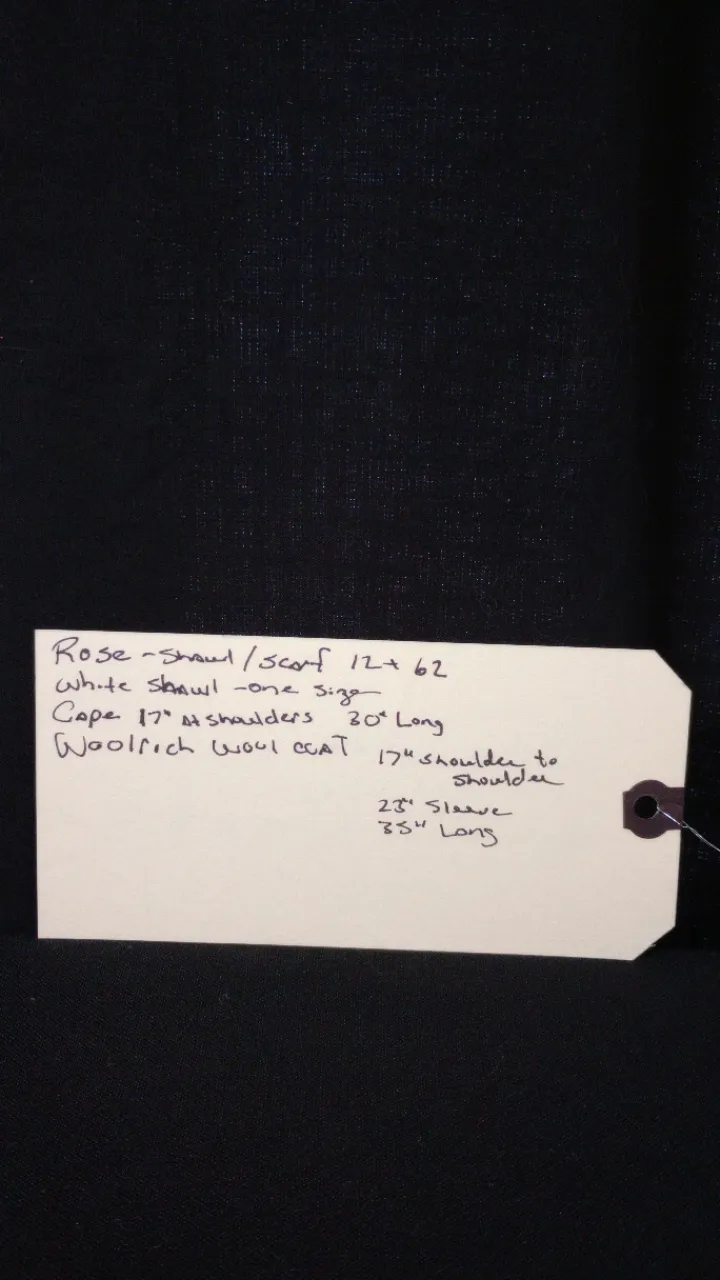 Rose - Shawl / Scarf 12 + 62
White Shawl - one size
Cape 17" At shoulders 30" Long
Woolrich wool coat 17" shoulder to
shoulder
23" Sleeve
35" Long